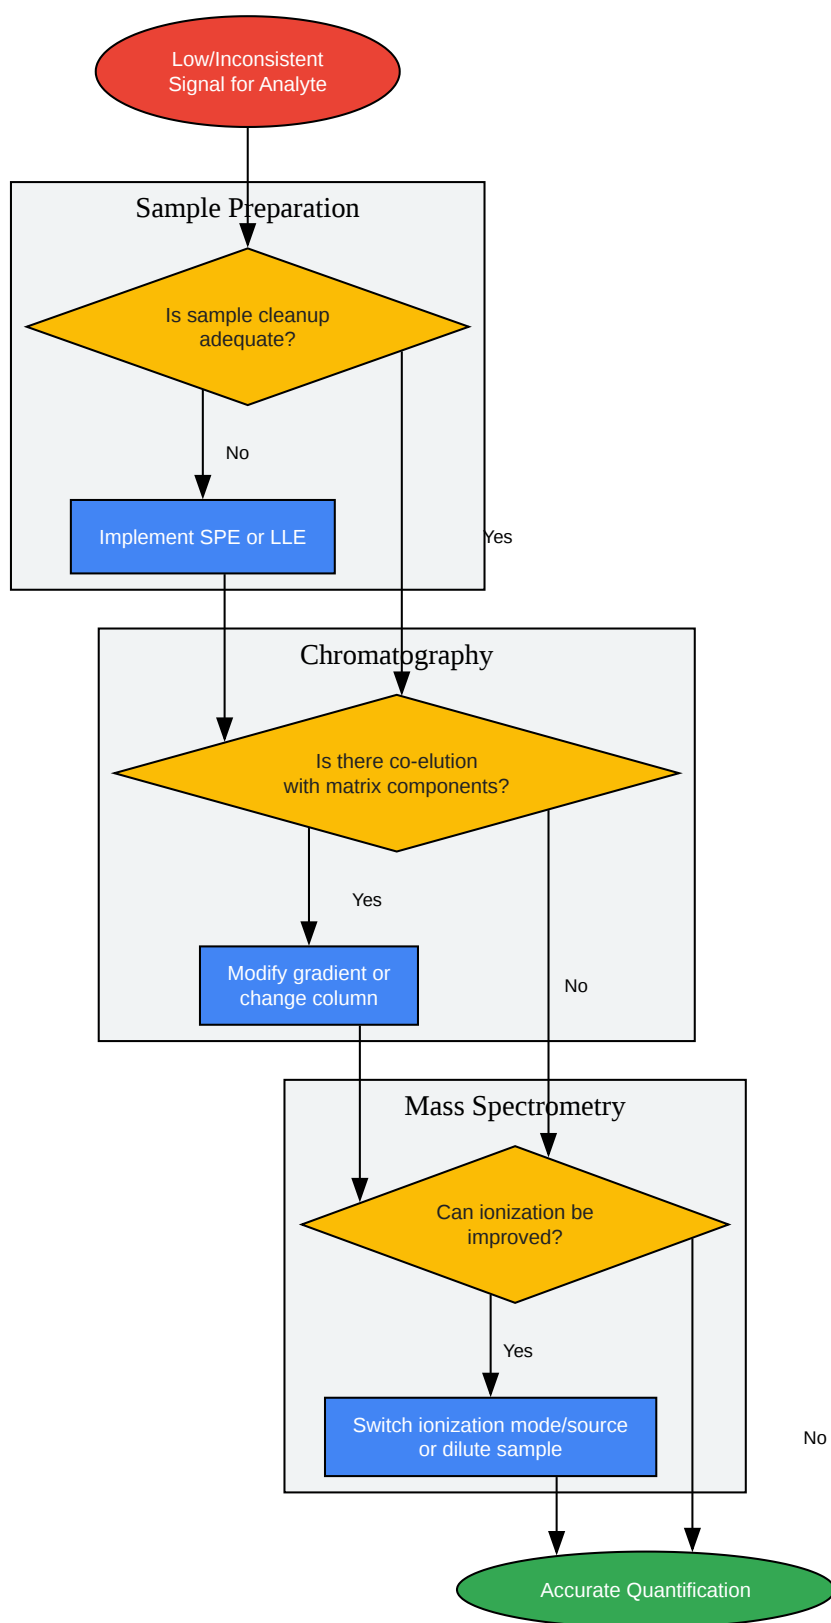 Low/Inconsistent
Signal for Analyte
Sample Preparation
Is sample cleanup
adequate?
No
Implement SPE or LLE
Yes
Chromatography
Is there co-elution
with matrix components?
Yes
Modify gradient or
change column
No
Mass Spectrometry
Can ionization be
improved?
Yes
Switch ionization mode/source
or dilute sample
No
Accurate Quantification